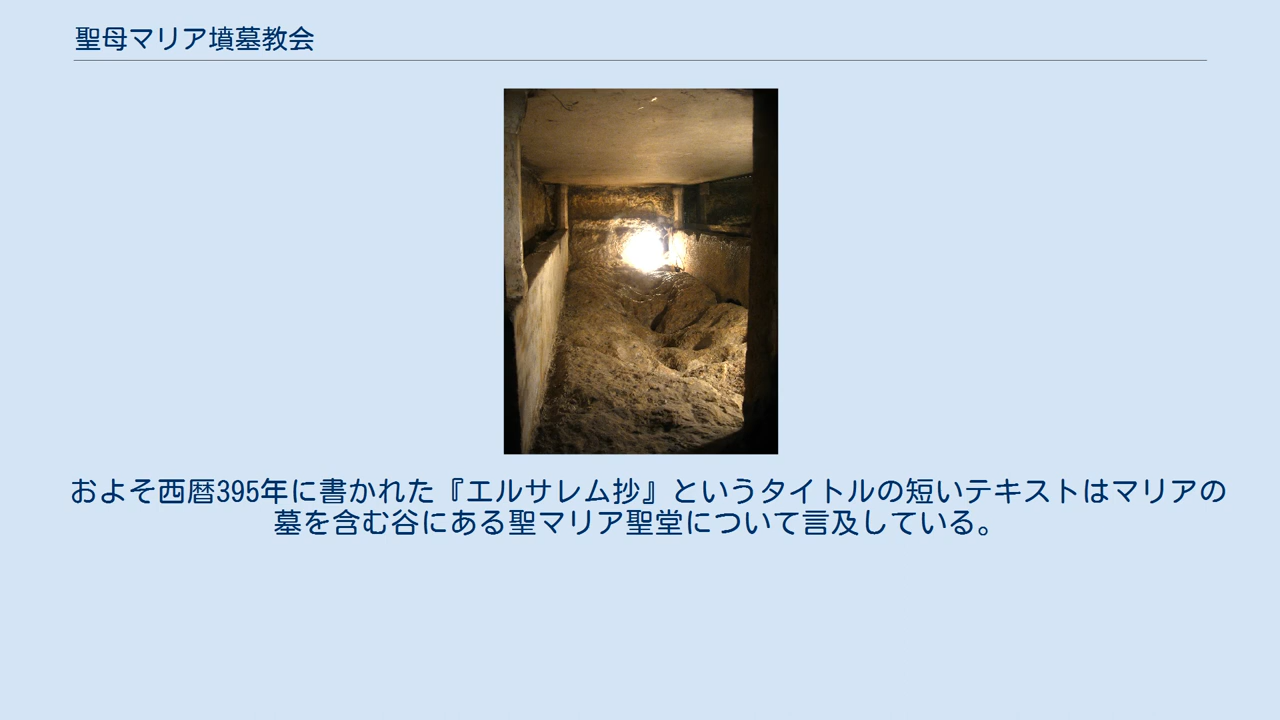 聖母マリア墳墓教会
およそ西暦395年に書かれた『エルサレム抄』というタイトルの短いテキストはマリアの
墓を含む谷にある聖マリア聖堂について言及している。